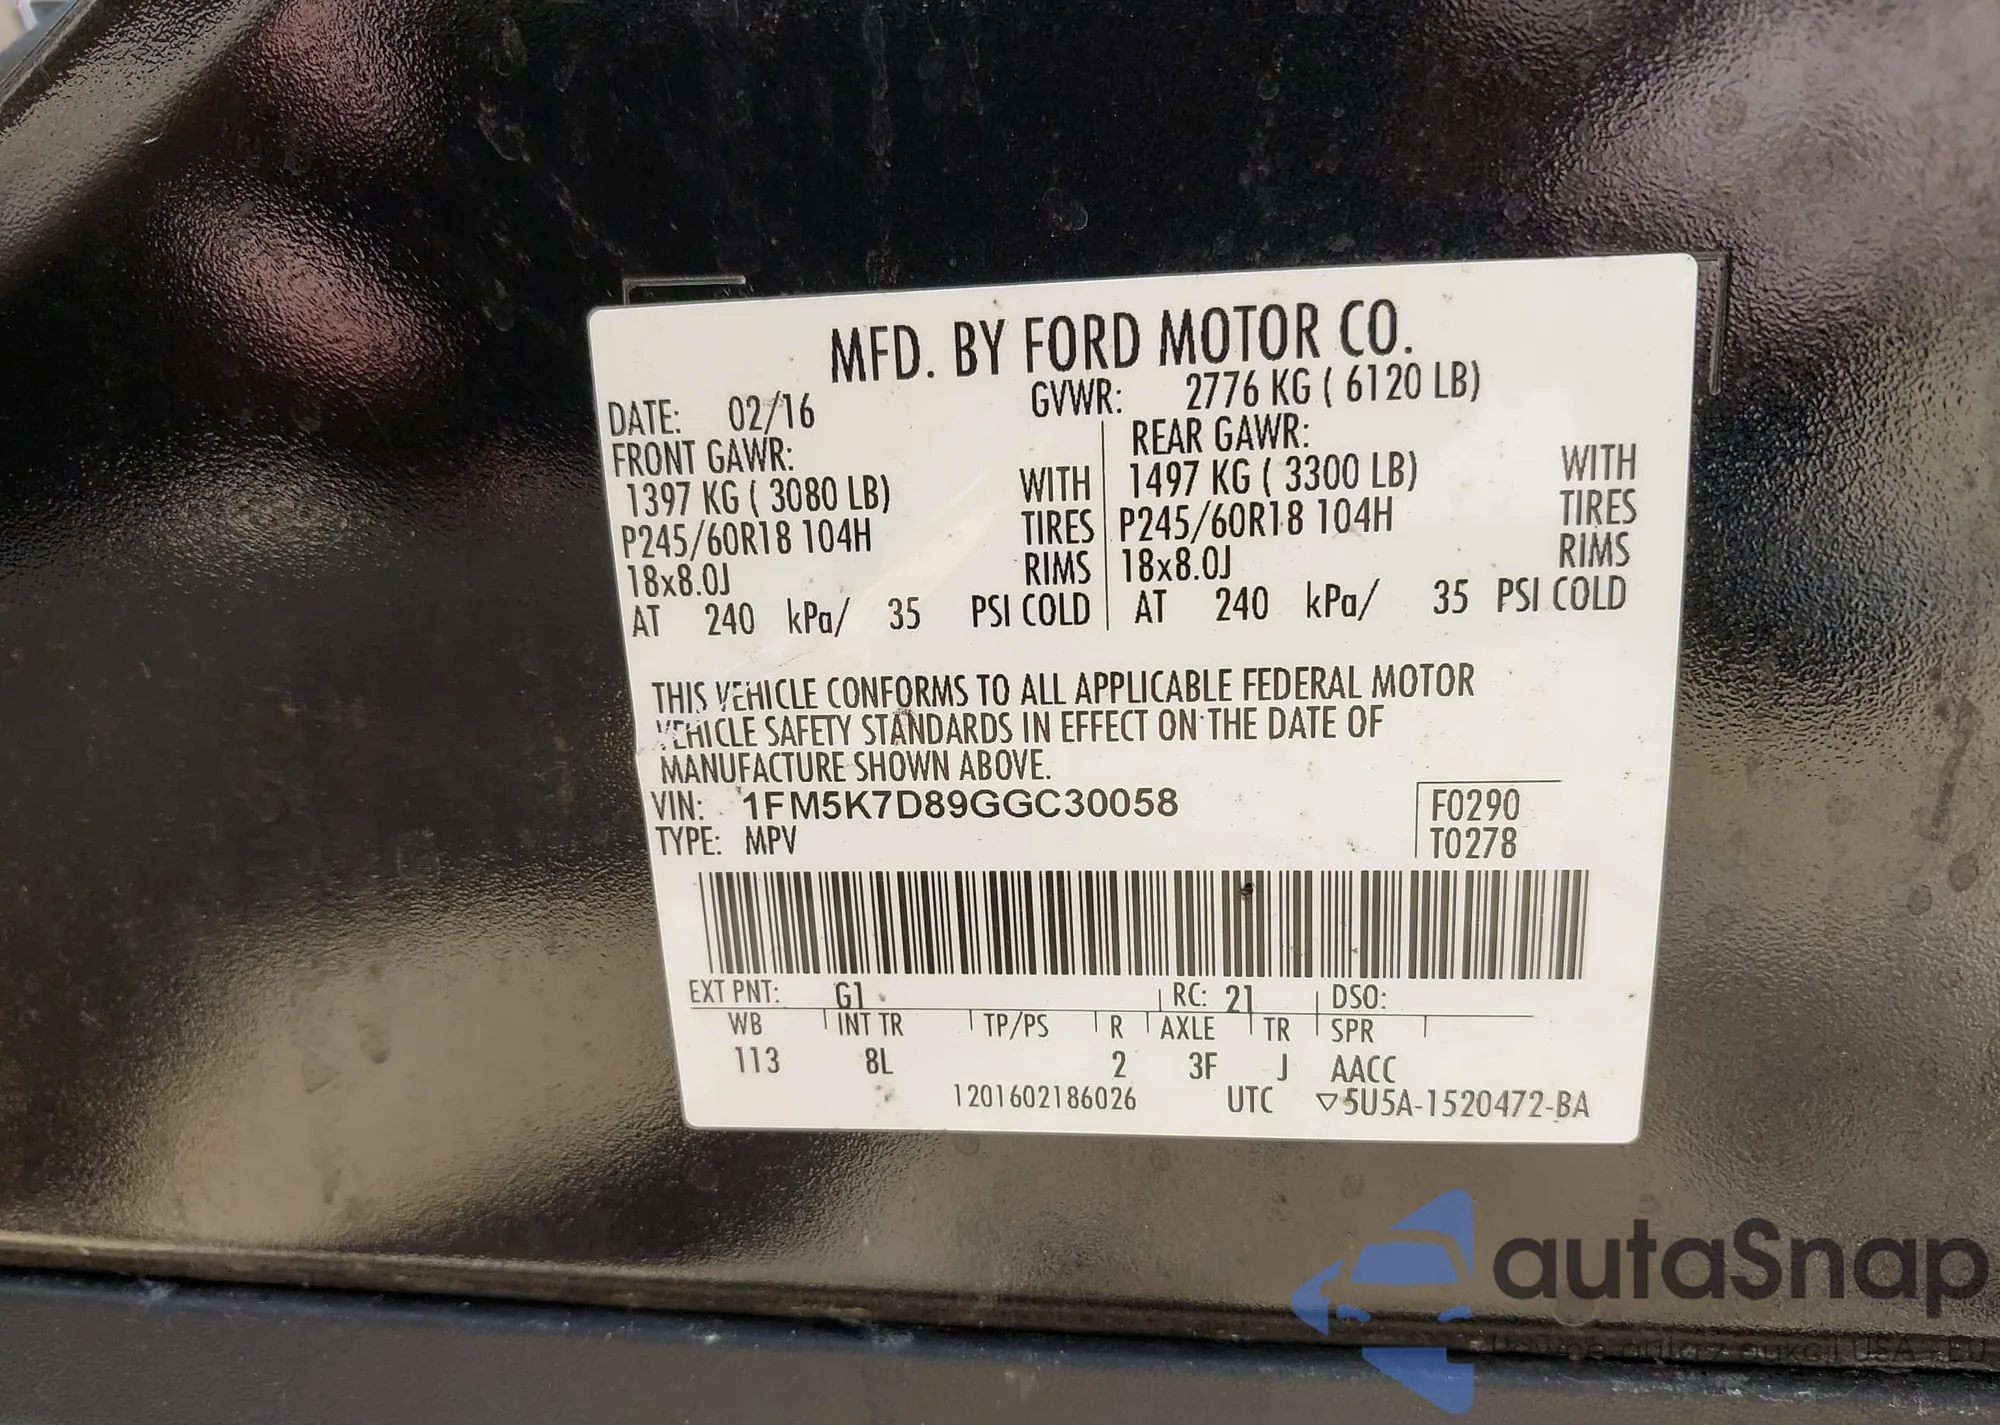 MFD. BY FORD MOTOR CO.
DATE: 02/16 GVWR: 2776 KG ( 6120 LB)
FRONT GAWR: REAR GAWR:
1397 KG ( 3080 LB) WITH 1497 KG ( 3300 LB) WITH
P245/60R18 104H TIRES P245/60R18 104H TIRES
18x8.0J RIMS 18x8.0J RIMS
AT 240 kPa/ 35 PSI COLD AT 240 kPa/ 35 PSI COLD
THIS VEHICLE CONFORMS TO ALL APPLICABLE FEDERAL MOTOR
VEHICLE SAFETY STANDARDS IN EFFECT ON THE DATE OF
MANUFACTURE SHOWN ABOVE.
VIN: 1FM5K7D89GGC30058 F0290
TYPE: MPV T0278
EXT PNT: G1 RC: 21 DSO:
WB INT TR TP/PS R AXLE TR SPR
113 8L 2 3F J AACC
1201602186026 UTC ▽5U5A-1520472-BA
autaSnap
Pewne autka z aukcji USA i EU